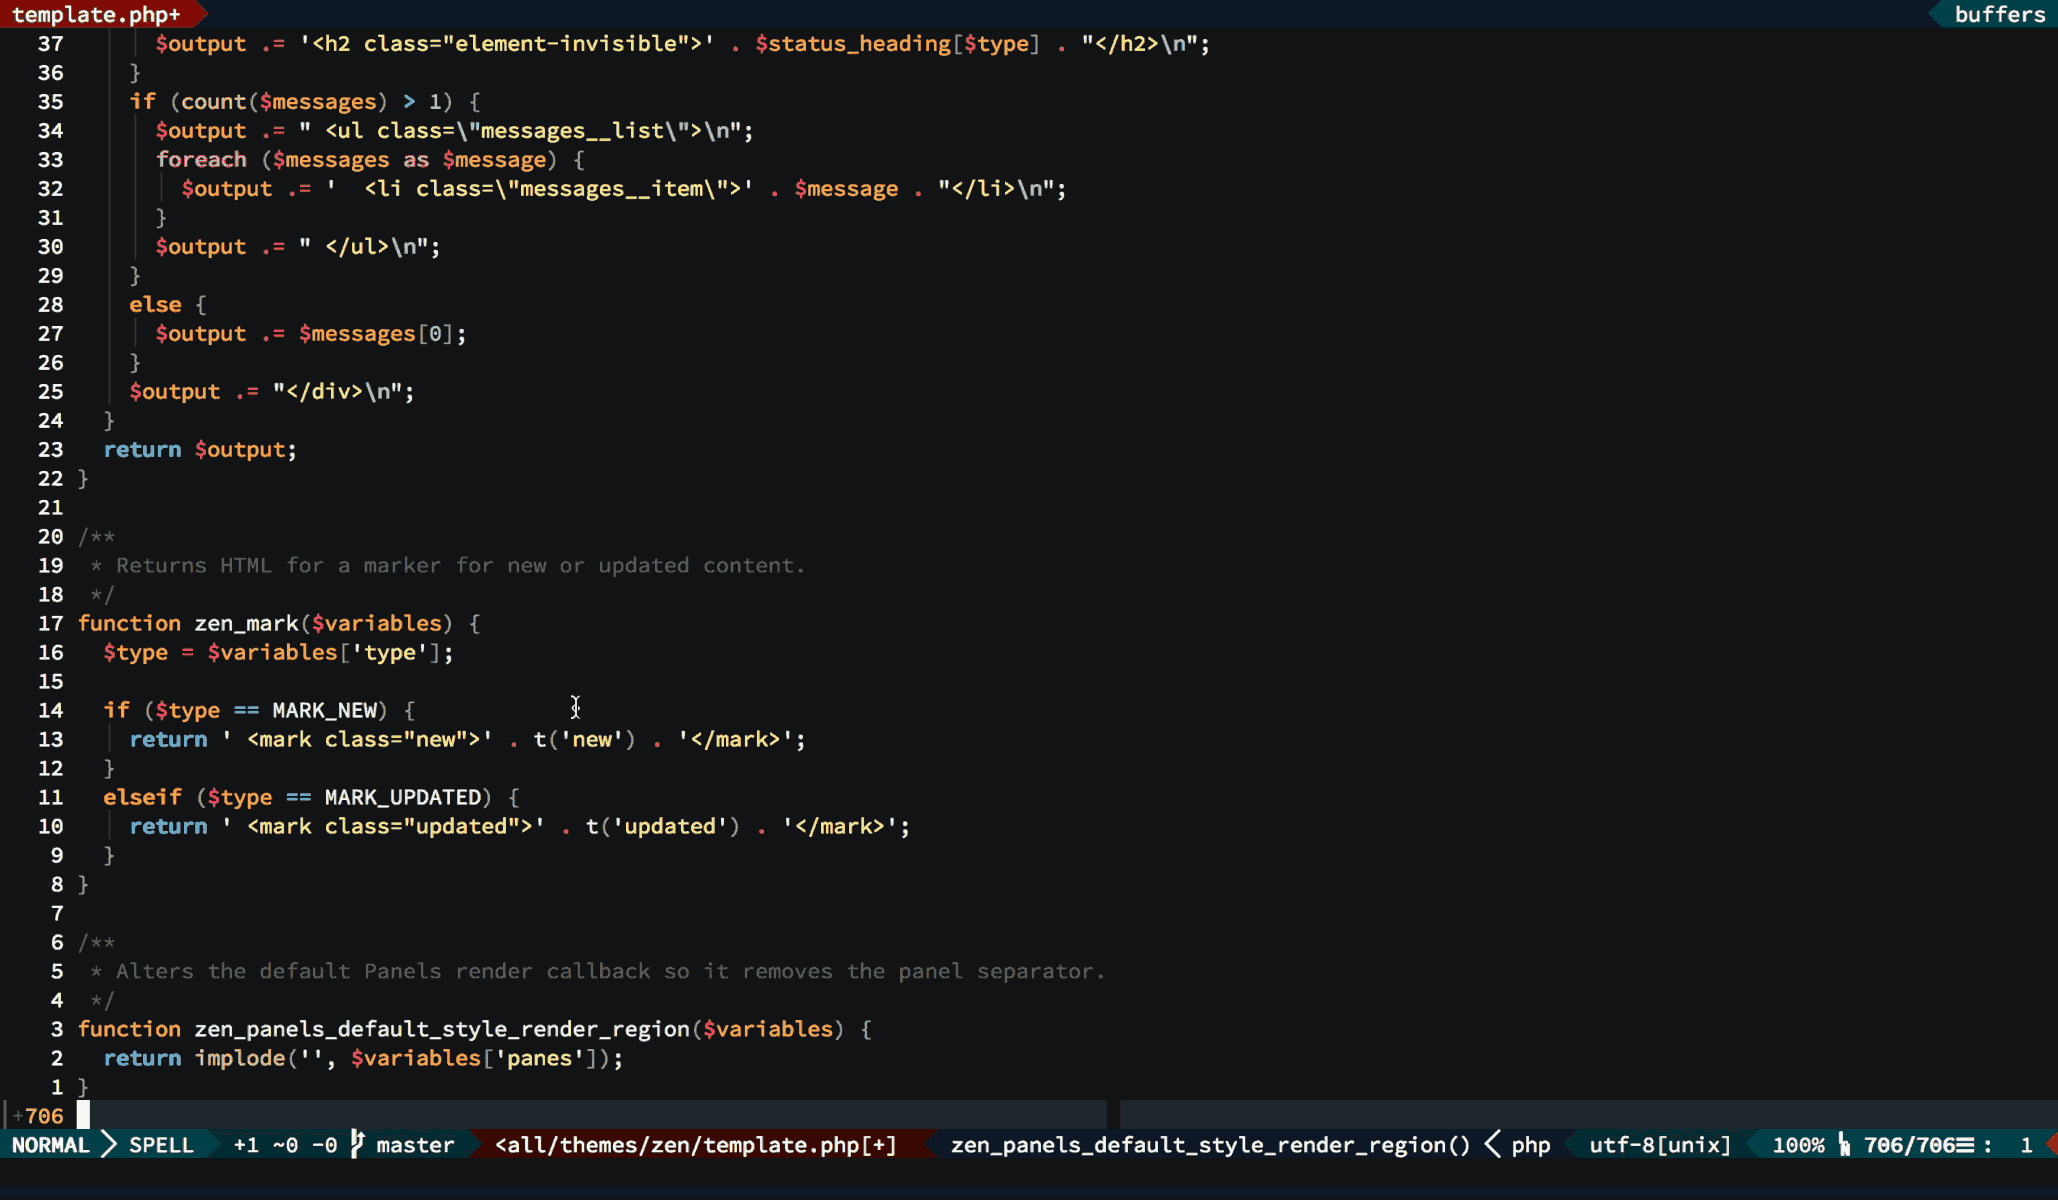 template.php+ buffers
37       $output .= '<h2 class="element-invisible">' . $status_heading[$type] . "</h2>\n";
36     }
35     if (count($messages) > 1) {
34       $output .= " <ul class=\"messages__list\">\n";
33       foreach ($messages as $message) {
32         $output .= '  <li class=\"messages__item\">' . $message . "</li>\n";
31       }
30       $output .= " </ul>\n";
29     }
28     else {
27       $output .= $messages[0];
26     }
25     $output .= "</div>\n";
24   }
23   return $output;
22 }
21
20 /**
19  * Returns HTML for a marker for new or updated content.
18  */
17 function zen_mark($variables) {
16   $type = $variables['type'];
15
14   if ($type == MARK_NEW) {
13     return ' <mark class="new">' . t('new') . '</mark>';
12   }
11   elseif ($type == MARK_UPDATED) {
10     return ' <mark class="updated">' . t('updated') . '</mark>';
9   }
8 }
7
6 /**
5  * Alters the default Panels render callback so it removes the panel separator.
4  */
3 function zen_panels_default_style_render_region($variables) {
2   return implode('', $variables['panes']);
1 }
+706
NORMAL SPELL +1 ~0 -0 master <all/themes/zen/template.php[+] zen_panels_default_style_render_region() php utf-8[unix] 100% 706/706 : 1